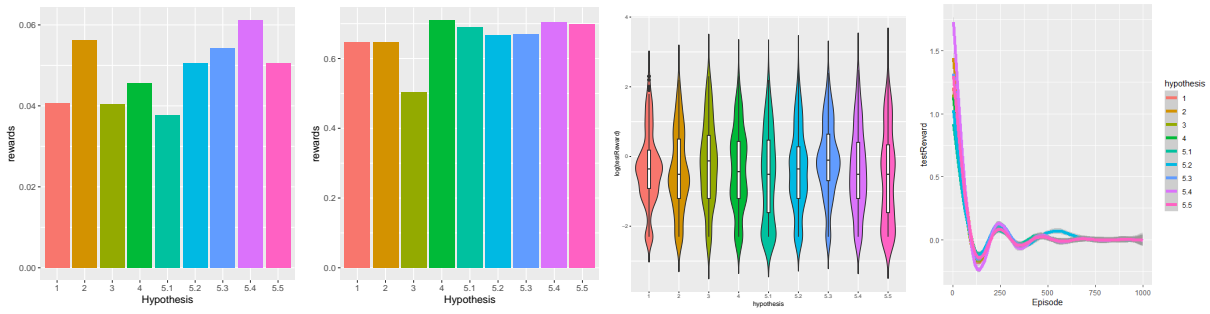 rewards
0.06
0.04
0.02
0.00
1 2 3 4 5.1 5.2 5.3 5.4 5.5
Hypothesis
rewards
0.6
0.4
0.2
0.0
1 2 3 4 5.1 5.2 5.3 5.4 5.5
Hypothesis
log(testReward)
4
2
0
-2
1 2 3 4 5.1 5.2 5.3 5.4 5.5
hypothesis
testReward
1.5
1.0
0.5
0.0
0 250 500 750 1000
Episode
hypothesis
1
2
3
4
5.1
5.2
5.3
5.4
5.5